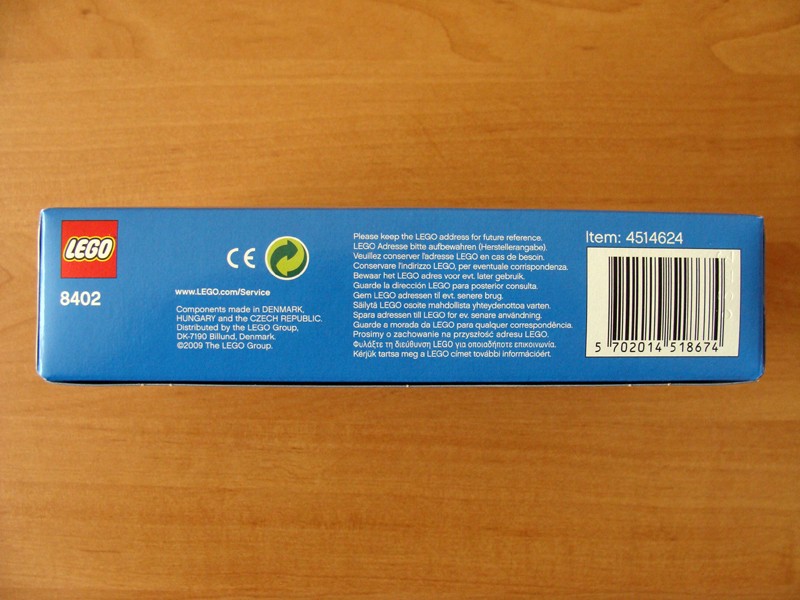 LEGO
8402
CE
www.LEGO.com/Service
Components made in DENMARK,
HUNGARY and the CZECH REPUBLIC.
Distributed by the LEGO Group,
DK-7190 Billund, Denmark.
©2009 The LEGO Group.
Please keep the LEGO address for future reference.
LEGO Adresse bitte aufbewahren (Herstellerangabe).
Veuillez conserver l'adresse LEGO en cas de besoin.
Conservare l'indirizzo LEGO, per eventuale corrispondenza.
Bewaar het LEGO adres voor evt. later gebruik.
Guarde la dirección LEGO para posterior consulta.
Gem LEGO adressen til evt. senere brug.
Säilytä LEGO osoite mahdollista yhteydenottoa varten.
Spara adressen till LEGO for ev. senare användning.
Guarde a morada da LEGO para qualquer correspondência.
Prosimy o zachowanie na przyszłość adresu LEGO.
Φυλάξτε τη διεύθυνση LEGO για οποιαδήποτε επικοινωνία.
Kérjük tartsa meg a LEGO címet további információért.
Item: 4514624
5 702014 518674